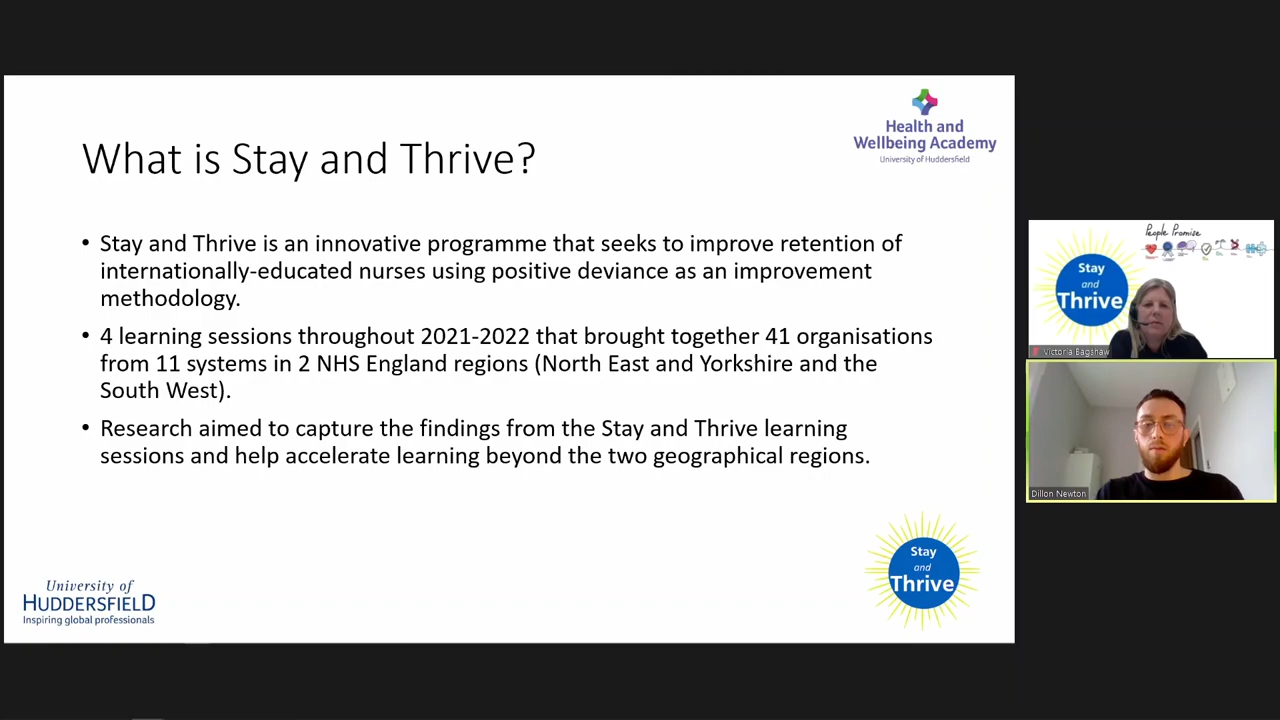 Health and
Wellbeing Academy
University of Huddersfield
What is Stay and Thrive?
• Stay and Thrive is an innovative programme that seeks to improve retention of
internationally-educated nurses using positive deviance as an improvement
methodology.
• 4 learning sessions throughout 2021-2022 that brought together 41 organisations
from 11 systems in 2 NHS England regions (North East and Yorkshire and the
South West).
• Research aimed to capture the findings from the Stay and Thrive learning
sessions and help accelerate learning beyond the two geographical regions.
Stay
and
Thrive
University of
HUDDERSFIELD
Inspiring global professionals
People Promise
Stay
and
Thrive
Victoria Bagshaw
Dillon Newton